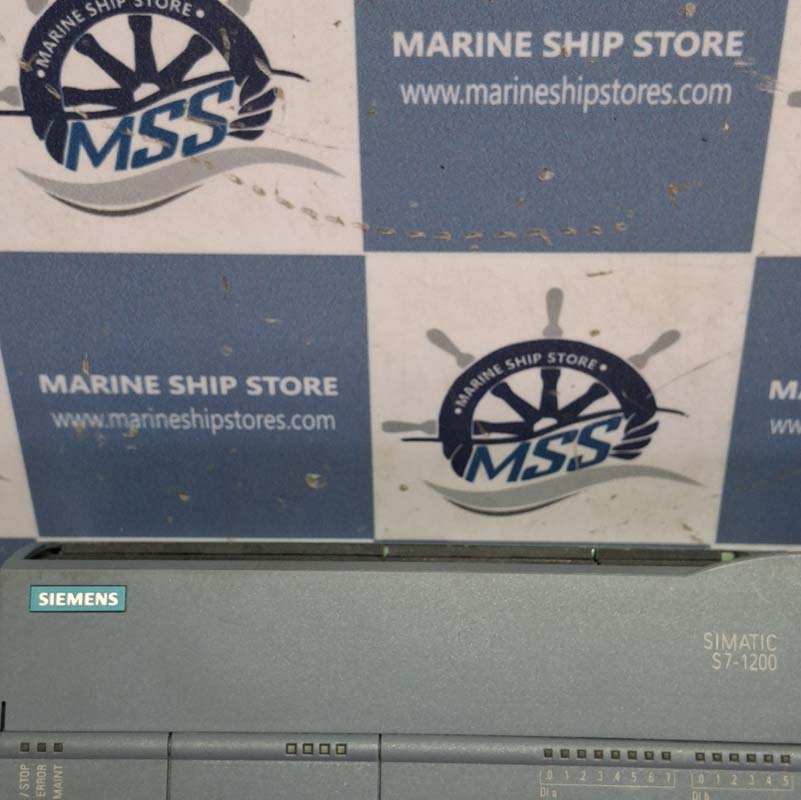 •MARINE SHIP STORE•
MSS
MARINE SHIP STORE
www.marineshipstores.com
MARINE SHIP STORE
www.marineshipstores.com
•MARINE SHIP STORE•
MSS
SIEMENS
SIMATIC
S7-1200
/ STOP
ERROR
MAINT
0 1 2 3 4 5 6 7
DI a
0 1 2 3 4 5
DI b